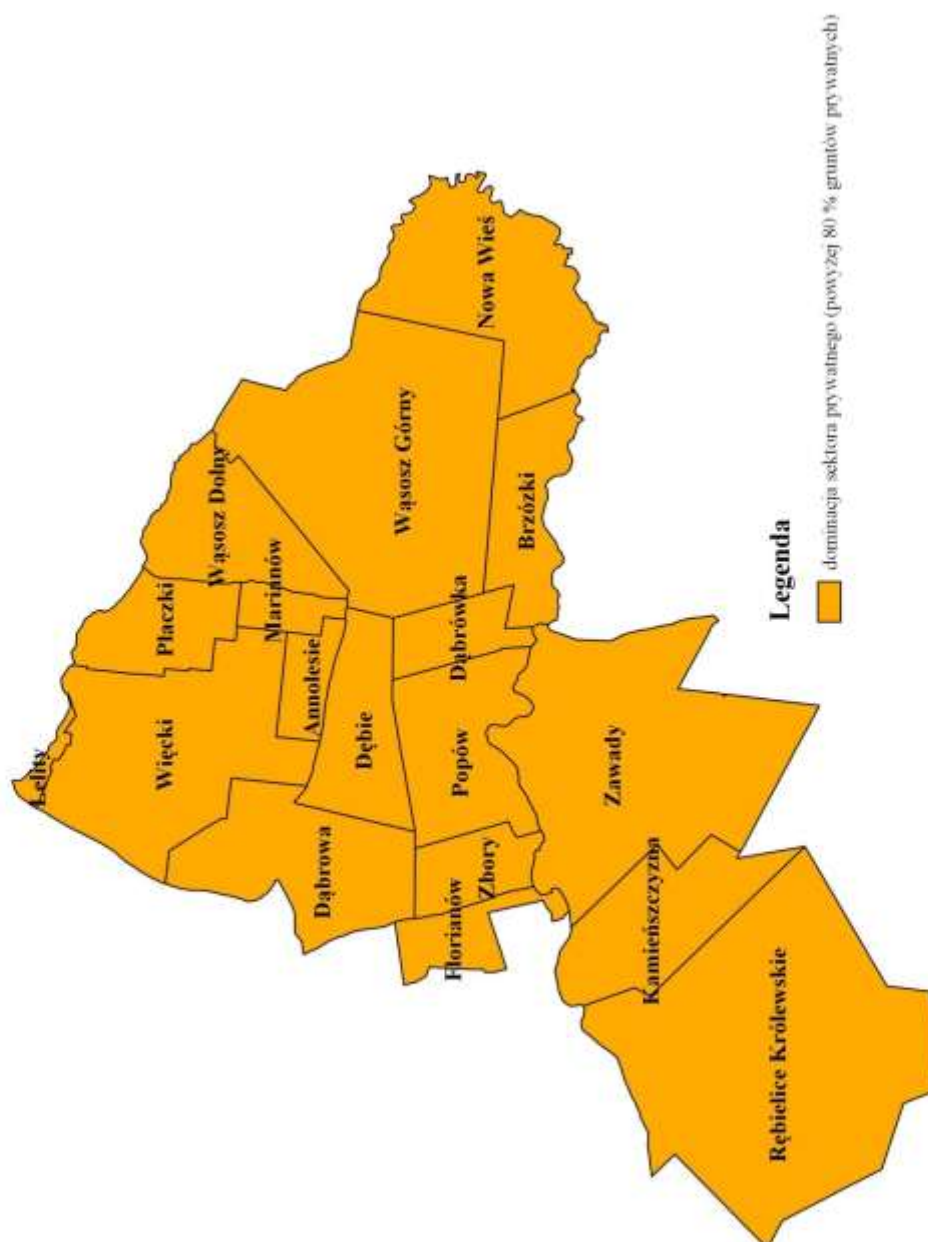 Lelity
Więcki
Płaczki
Wąsosz Dolny
Marianów
Annolesie
Dąbrowa
Dębie
Wąsosz Górny
Nowa Wieś
Florianów
Zbory
Popów
Dąbrówka
Brzózki
Kamieńszczyzna
Zawady
Rębielice Królewskie
Legenda
dominacja sektora prywatnego (powyżej 80 % gruntów prywatnych)